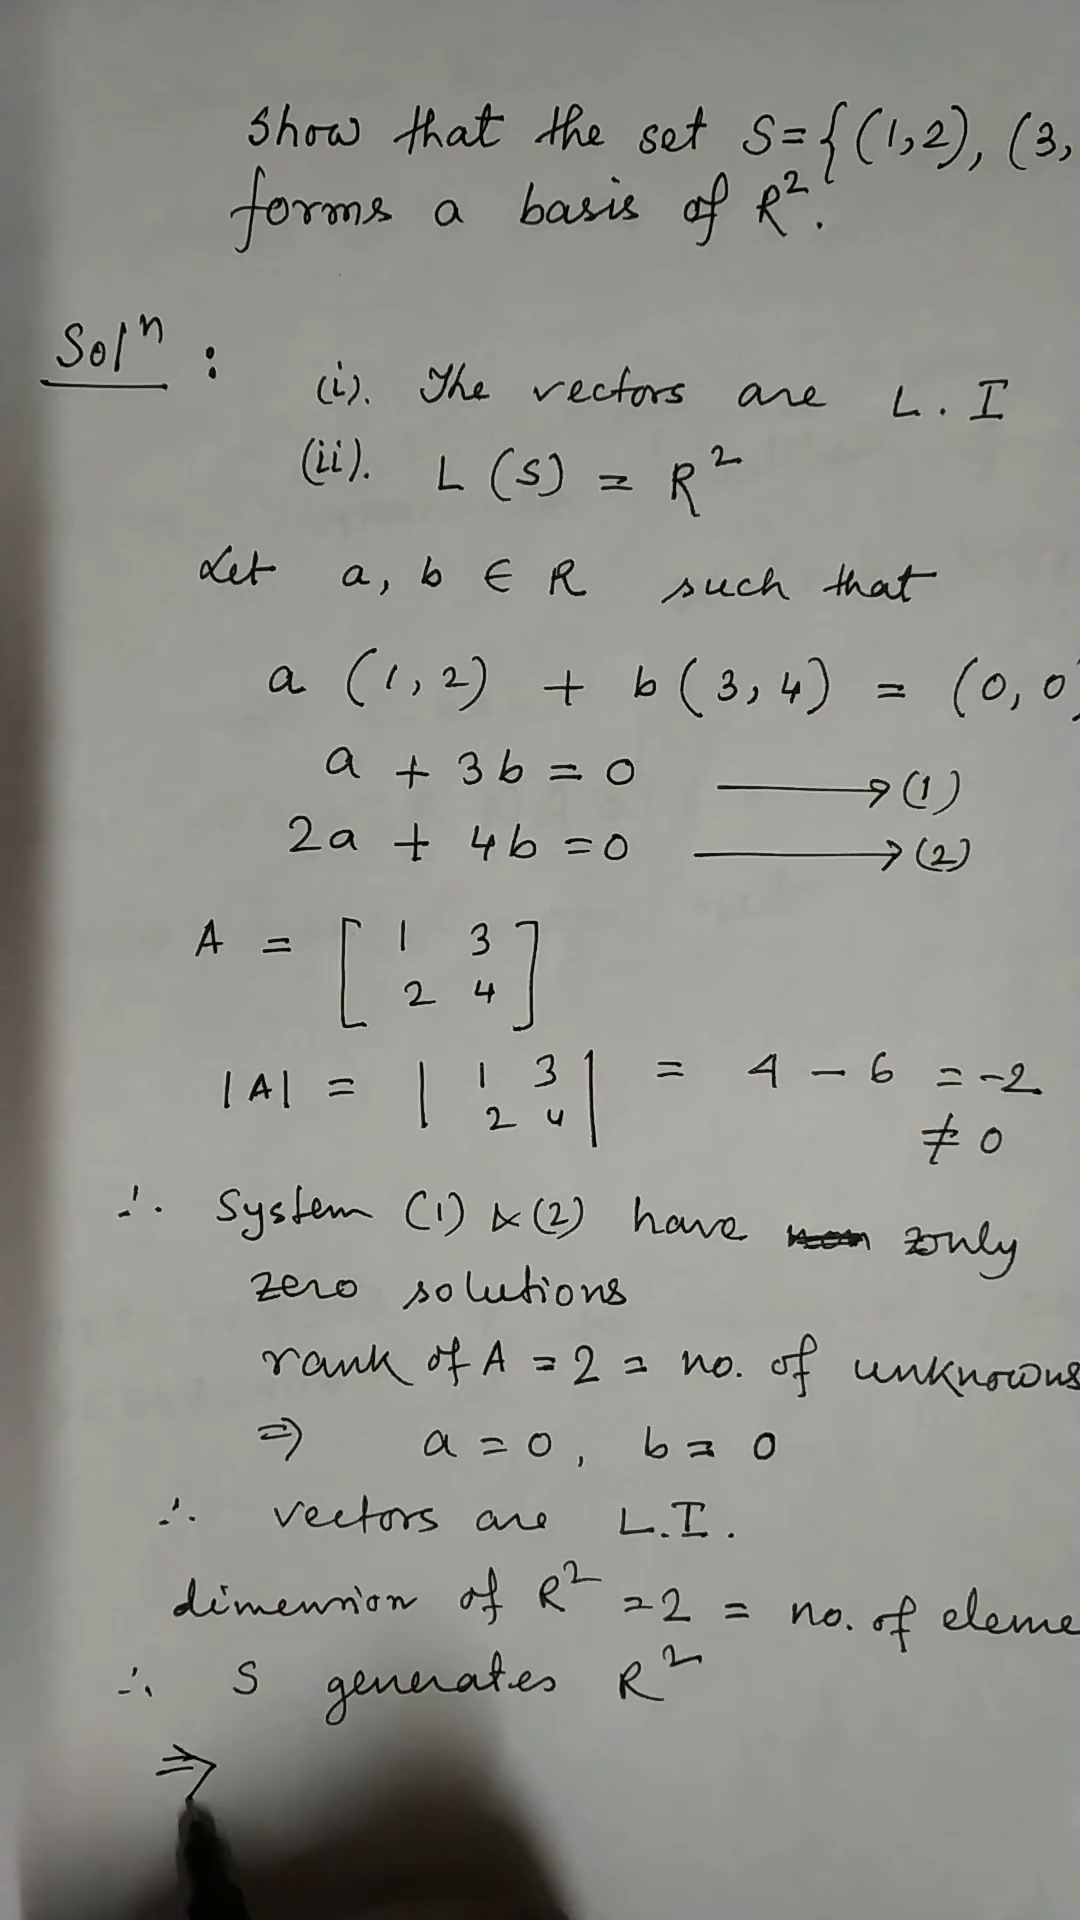 Show that the set S={(1,2), (3,
forms a basis of R².
Solⁿ :
(i). The vectors are L.I
(ii). L(S) = R²
Let a, b ∈ R such that
a (1,2) + b(3,4) = (0,0)
a + 3b = 0 ⟶ (1)
2a + 4b = 0 ⟶ (2)
A = [ 1 3
2 4 ]
|A| = | 1 3 | = 4 - 6 = -2
2 4 ≠ 0
∴ System (1) & (2) have only
zero solutions
rank of A = 2 = no. of unknowns
⇒ a = 0, b = 0
∴ vectors are L.I.
dimension of R² = 2 = no. of eleme
∴ S generates R²
⇒